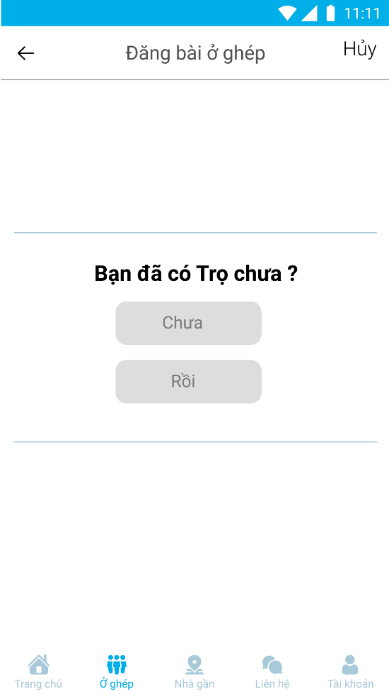 11:11
Đăng bài ở ghép
Hủy
Bạn đã có Trọ chưa ?
Chưa
Rồi
Trang chủ
Ở ghép
Nhà gần
Liên hệ
Tài khoản